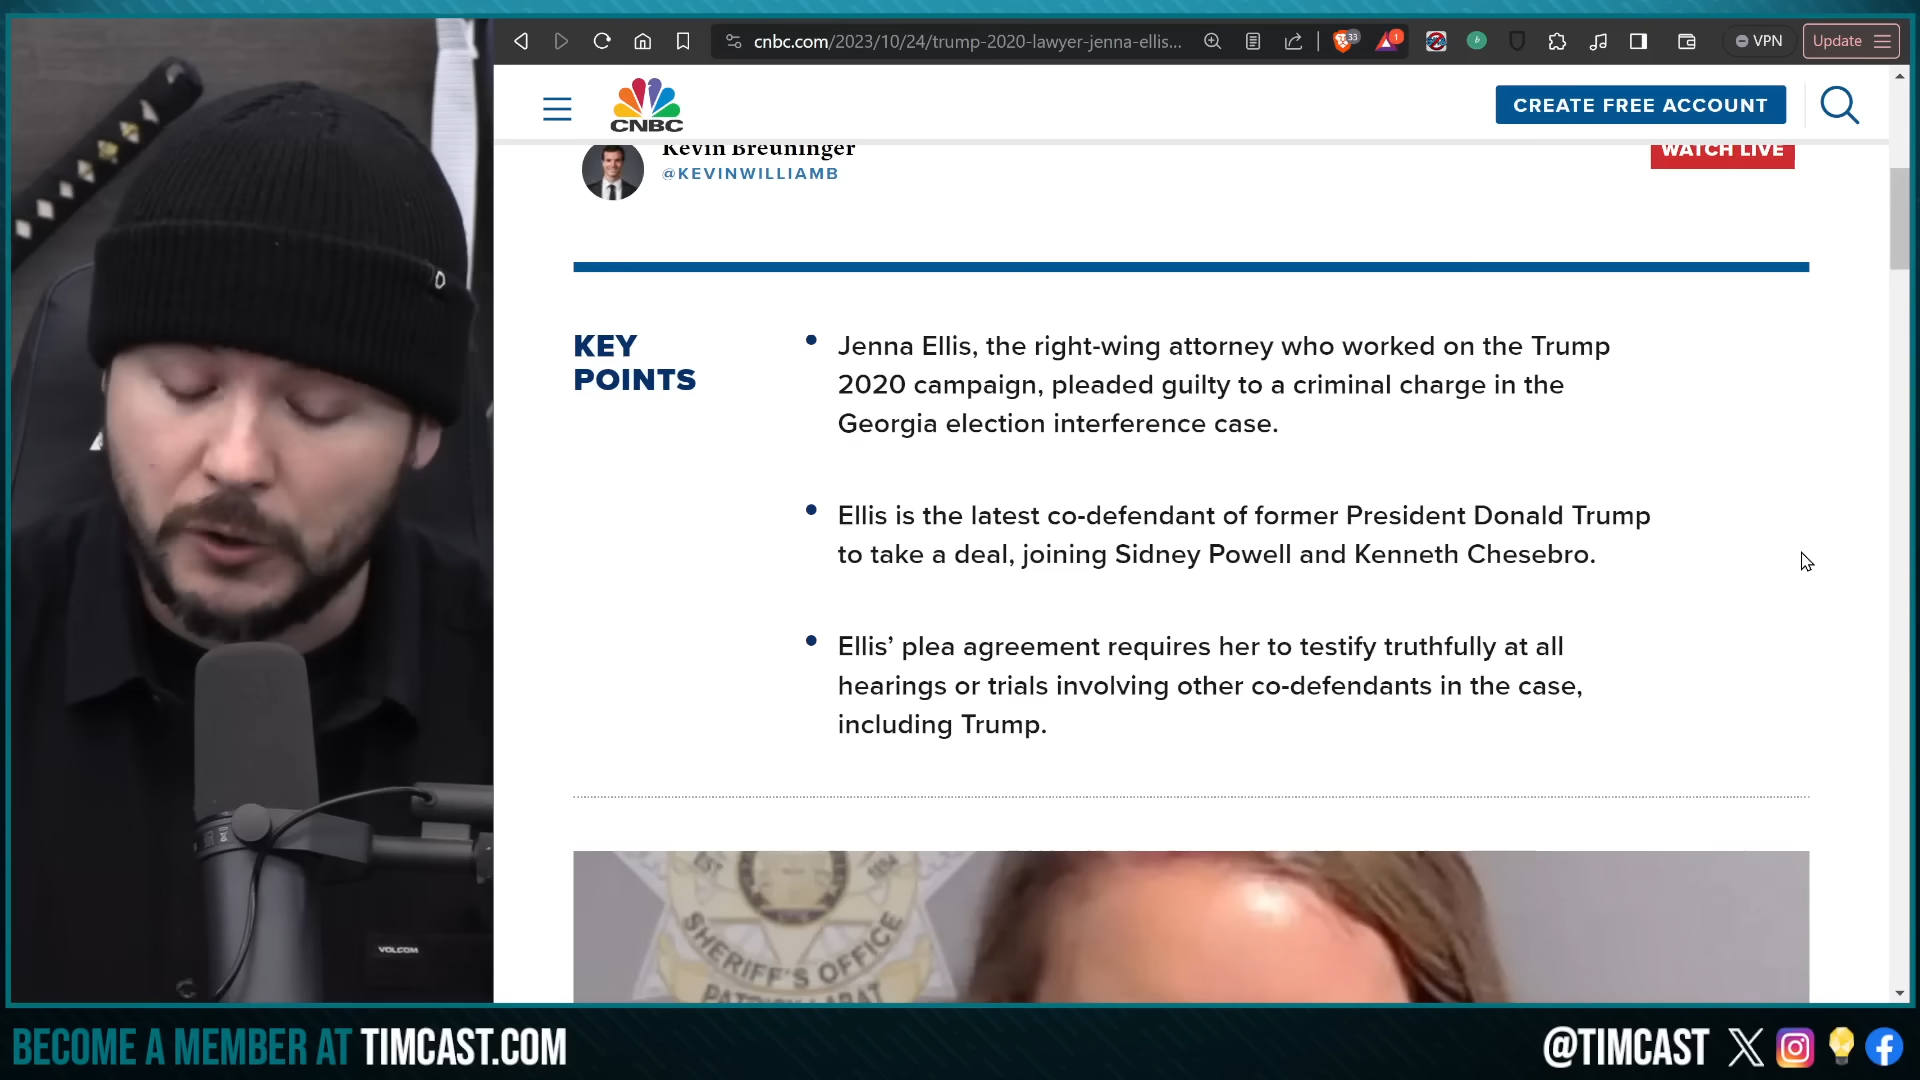 cnbc.com/2023/10/24/trump-2020-lawyer-jenna-ellis...
33
1
VPN
Update
CNBC
CREATE FREE ACCOUNT
Kevin Breuninger
@KEVINWILLIAMB
WATCH LIVE
KEY
POINTS
• Jenna Ellis, the right-wing attorney who worked on the Trump
2020 campaign, pleaded guilty to a criminal charge in the
Georgia election interference case.
• Ellis is the latest co-defendant of former President Donald Trump
to take a deal, joining Sidney Powell and Kenneth Chesebro.
• Ellis’ plea agreement requires her to testify truthfully at all
hearings or trials involving other co-defendants in the case,
including Trump.
EST
SHERIFF'S OFFICE
PATRICK LABAT
VOLCOM
BECOME A MEMBER AT TIMCAST.COM
@TIMCAST